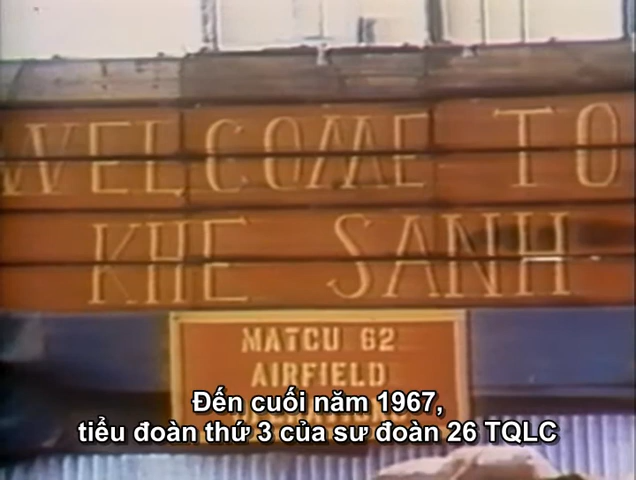 WELCOME TO
KHE SANH
MATCU 62
AIRFIELD
Đến cuối năm 1967,
tiểu đoàn thứ 3 của sư đoàn 26 TQLC